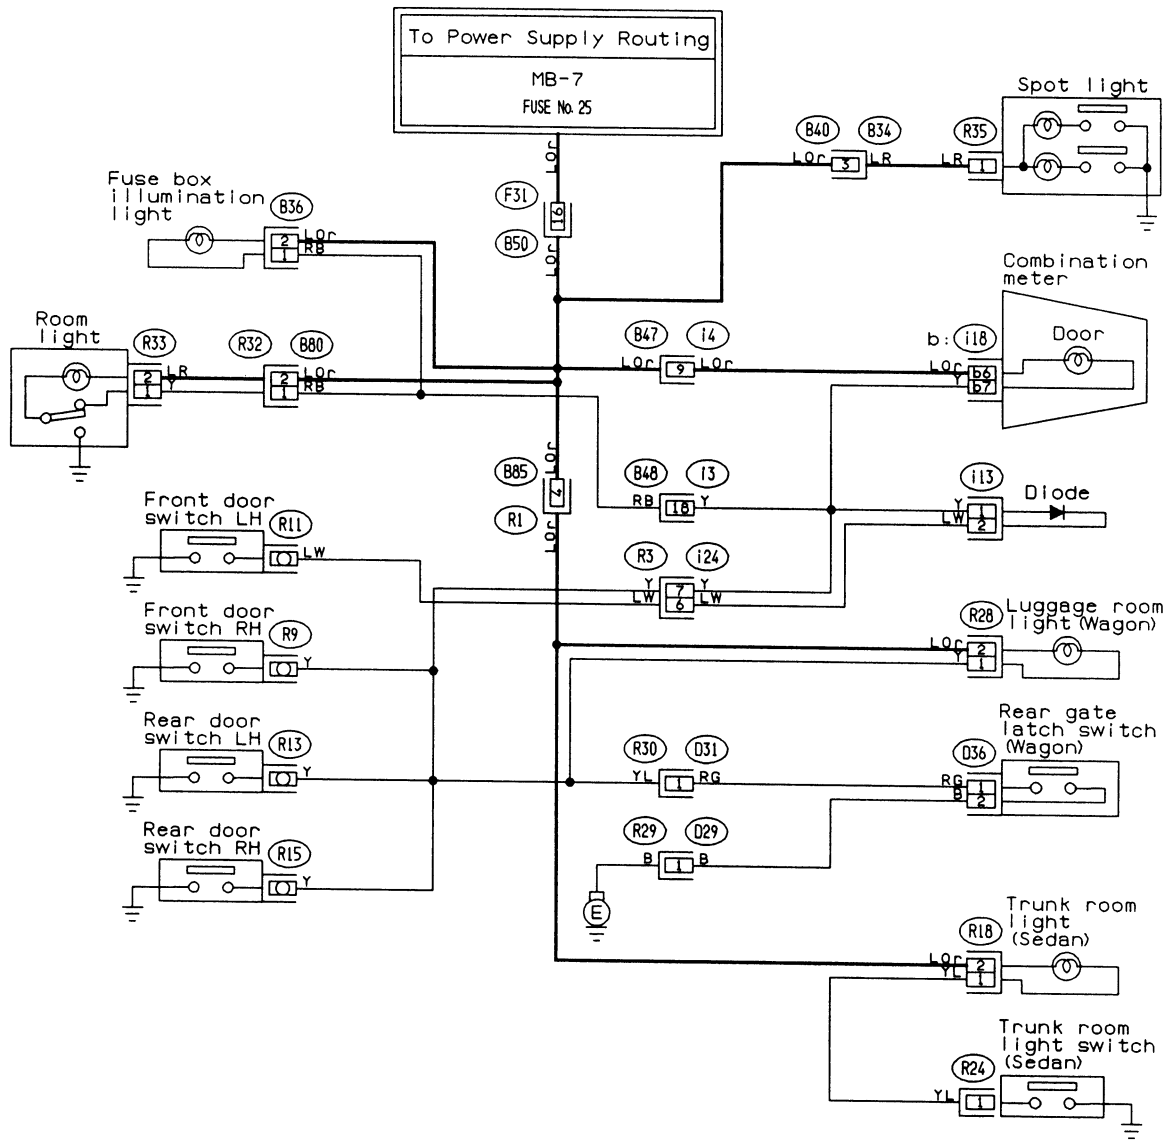 To Power Supply Routing
MB-7
FUSE No. 25
LOr
F31
16
B50
LOr
Spot light
B40
B34
R35
LOr
3
LR
LR
1
Fuse box
illumination
light
B36
2
LOr
1
RB
Combination
meter
Door
b:
i18
LOr
b6
Y
b7
B47
i4
LOr
9
LOr
Room
light
R33
R32
B80
2
LR
1
Y
2
LOr
1
RB
LOr
B85
4
R1
LOr
B48
i3
RB
18
Y
i13
Diode
Y
1
LW
2
Front door
switch LH
R11
LW
R3
i24
Y
7
Y
LW
6
LW
Front door
switch RH
R9
Y
R28
Luggage room
light (Wagon)
LOr
2
Y
1
Rear door
switch LH
R13
Y
R30
D31
YL
1
RG
Rear gate
latch switch
(Wagon)
D36
RG
1
B
2
Rear door
switch RH
R15
Y
R29
D29
B
1
B
E
Trunk room
light
(Sedan)
R18
LOr
2
YL
1
Trunk room
light switch
(Sedan)
R24
YL
1